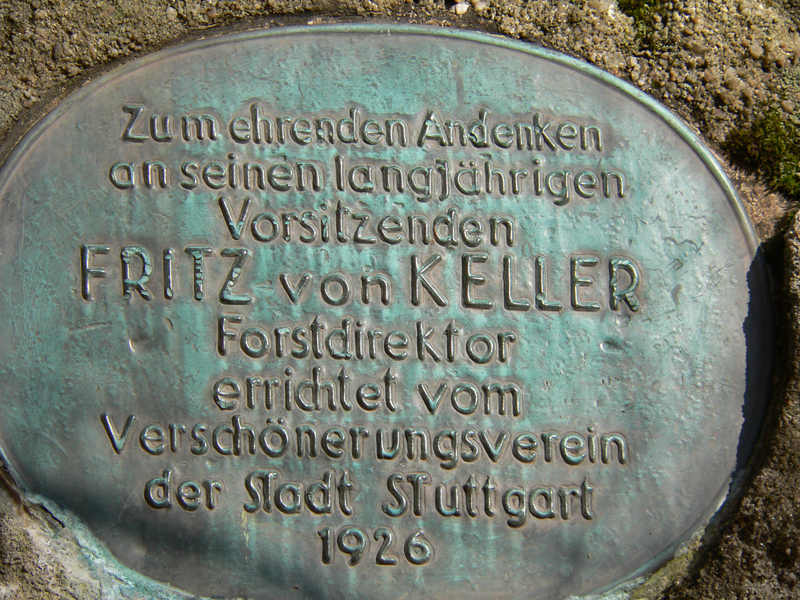 Zum ehrenden Andenken
an seinen langjährigen
Vorsitzenden
FRITZ von KELLER
Forstdirektor
errichtet vom
Verschönerungsverein
der Stadt Stuttgart
1926